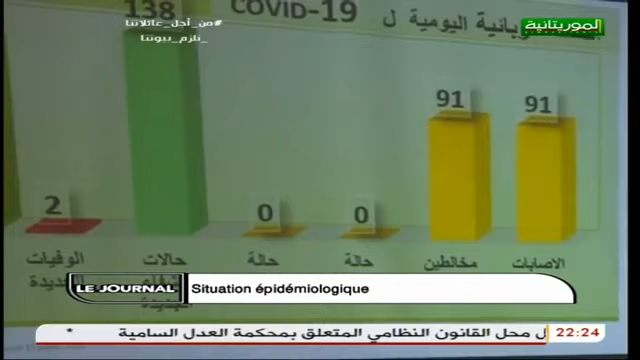 #من_أجل_عائلاتنا
_نلزم_بيوتنا
الموريتانية
اليومية ل COVID-19
138
91
91
2
0
0
الاصابات
مخالطين
حالة
حالة
حالات
الوفيات
LE JOURNAL
Situation épidémiologique
22:24
ل محل القانون النظامي المتعلق بمحكمة العدل السامية *